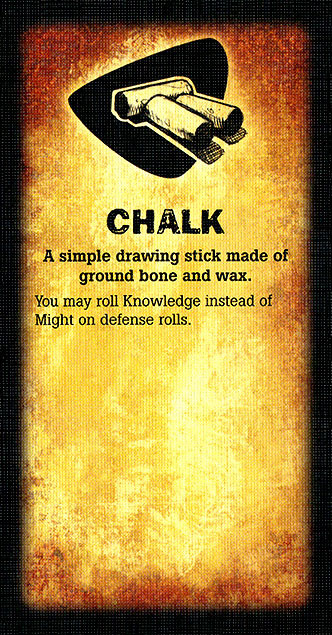 CHALK
A simple drawing stick made of
ground bone and wax.
You may roll Knowledge instead of
Might on defense rolls.